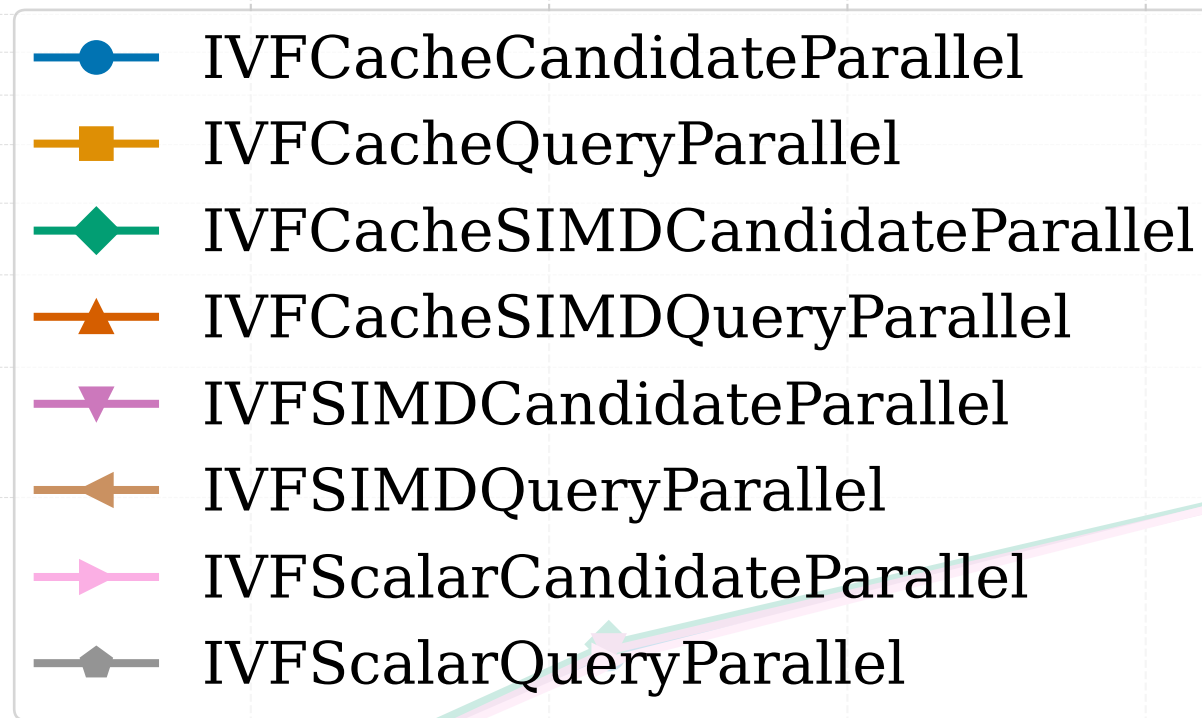 IVFCacheCandidateParallel
IVFCacheQueryParallel
IVFCacheSIMDCandidateParallel
IVFCacheSIMDQueryParallel
IVFSIMDCandidateParallel
IVFSIMDQueryParallel
IVFScalarCandidateParallel
IVFScalarQueryParallel